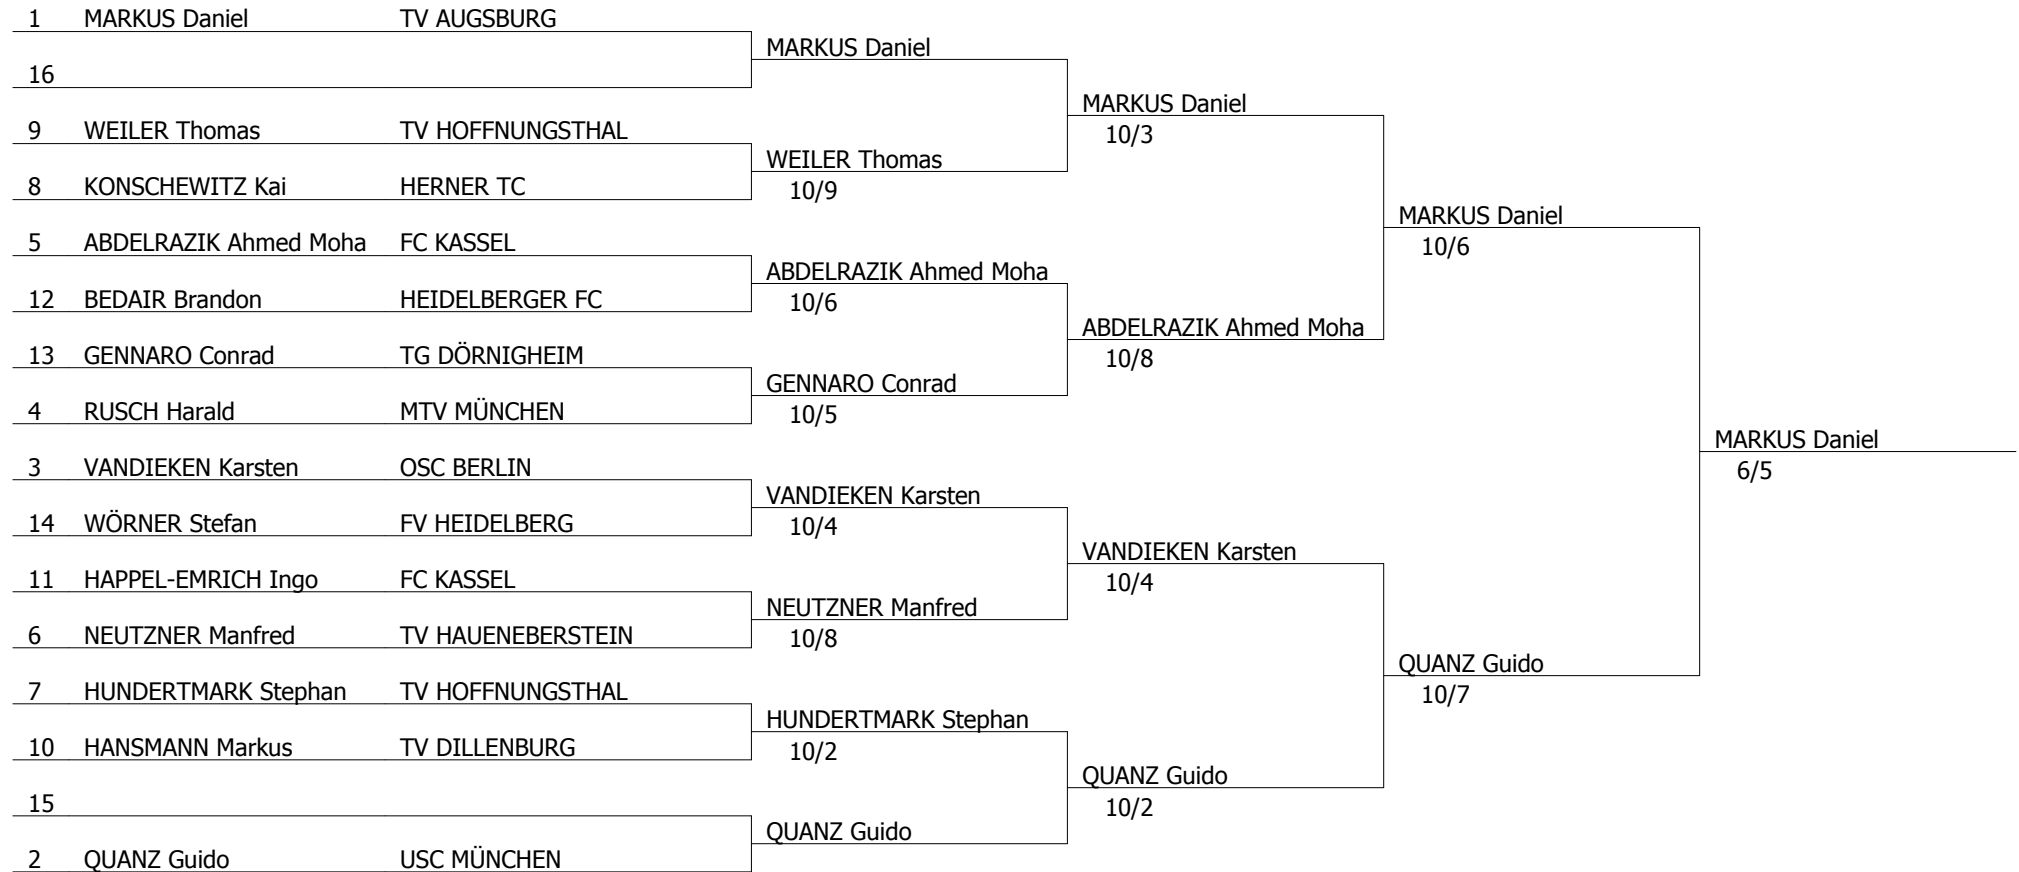 1 MARKUS Daniel TV AUGSBURG
MARKUS Daniel
16
MARKUS Daniel
10/3
9 WEILER Thomas TV HOFFNUNGSTHAL
WEILER Thomas
10/9
8 KONSCHEWITZ Kai HERNER TC
MARKUS Daniel
10/6
5 ABDELRAZIK Ahmed Moha FC KASSEL
ABDELRAZIK Ahmed Moha
10/6
12 BEDAIR Brandon HEIDELBERGER FC
ABDELRAZIK Ahmed Moha
10/8
13 GENNARO Conrad TG DÖRNIGHEIM
GENNARO Conrad
10/5
4 RUSCH Harald MTV MÜNCHEN
MARKUS Daniel
6/5
3 VANDIEKEN Karsten OSC BERLIN
VANDIEKEN Karsten
10/4
14 WÖRNER Stefan FV HEIDELBERG
VANDIEKEN Karsten
10/4
11 HAPPEL-EMRICH Ingo FC KASSEL
NEUTZNER Manfred
10/8
6 NEUTZNER Manfred TV HAUENEBERSTEIN
QUANZ Guido
10/7
7 HUNDERTMARK Stephan TV HOFFNUNGSTHAL
HUNDERTMARK Stephan
10/2
10 HANSMANN Markus TV DILLENBURG
QUANZ Guido
10/2
15
QUANZ Guido
2 QUANZ Guido USC MÜNCHEN